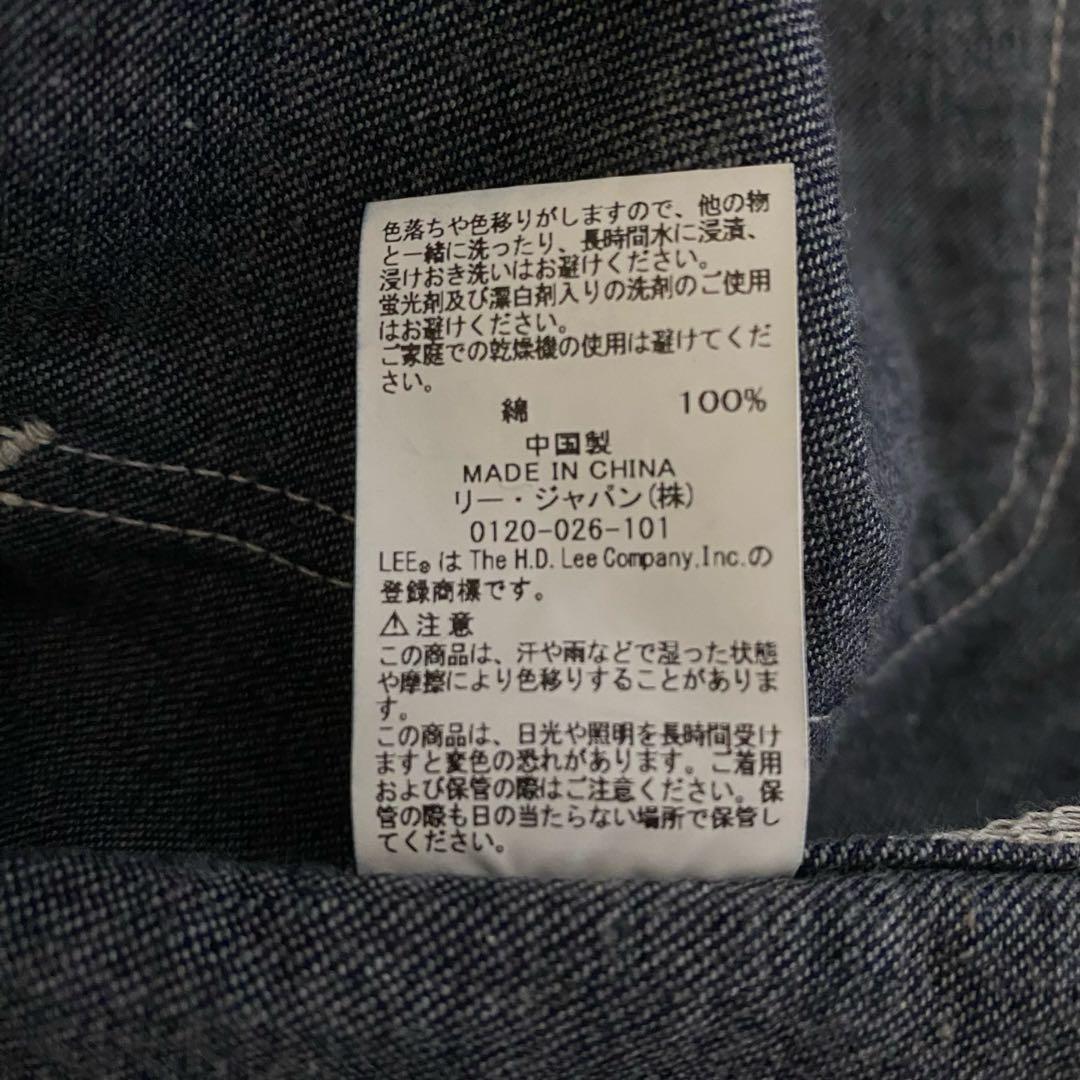 色落ちや色移りがしますので、他の物
と一緒に洗ったり、長時間水に浸漬、
浸けおき洗いはお避けください。
蛍光剤及び漂白剤入りの洗剤のご使用
はお避けください。
ご家庭での乾燥機の使用は避けてくだ
さい。
綿 100%
中国製
MADE IN CHINA
リー・ジャパン(株)
0120-026-101
LEE®は The H.D. Lee Company,Inc.の
登録商標です。
⚠注意
この商品は、汗や雨などで湿った状態
や摩擦により色移りすることがありま
す。
この商品は、日光や照明を長時間受け
ますと変色の恐れがあります。ご着用
および保管の際はご注意ください。保
管の際も日の当たらない場所で保管し
てください。